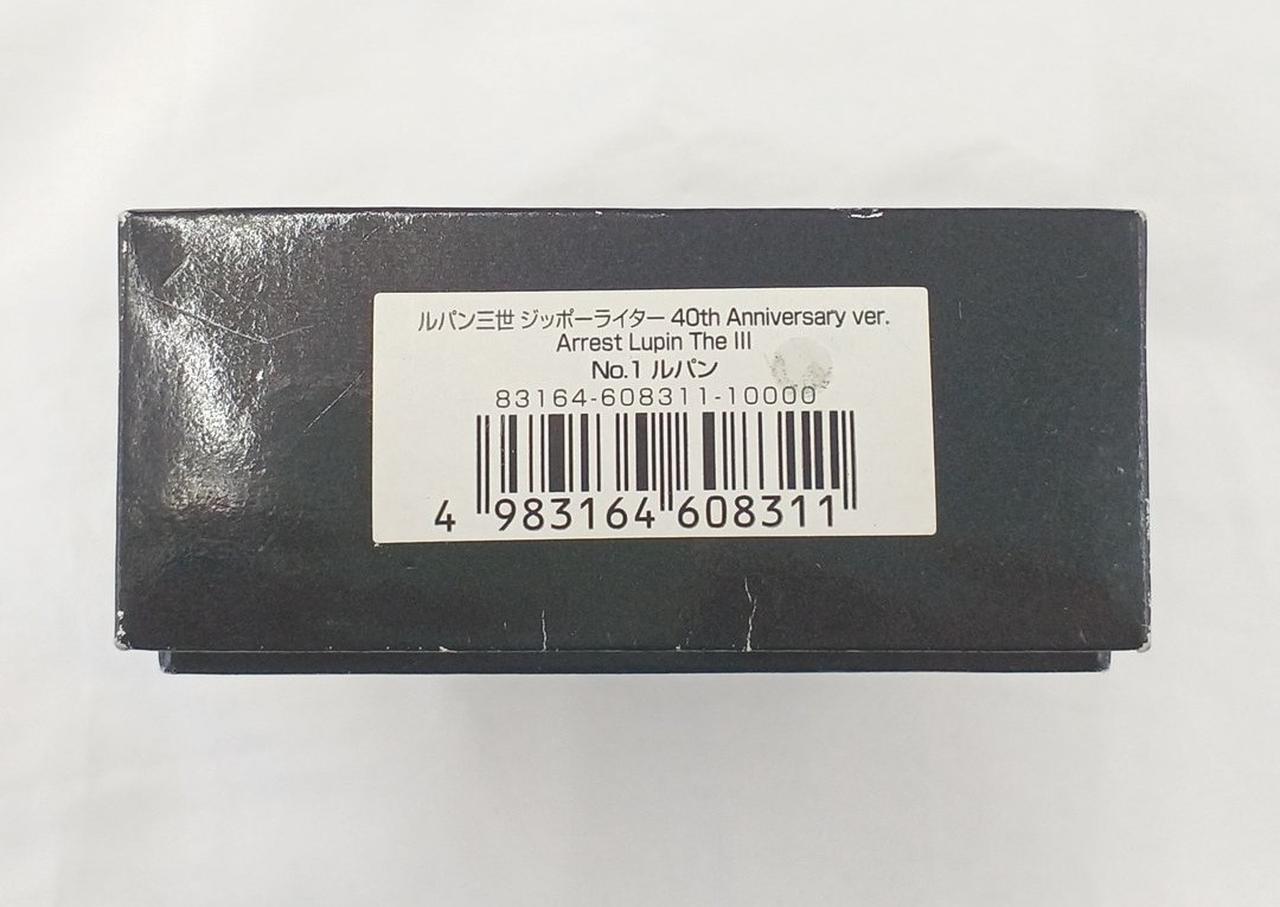 ルパン三世 ジッポーライター 40th Anniversary ver.
Arrest Lupin The III
No.1 ルパン
83164-608311-10000
4 983164 608311